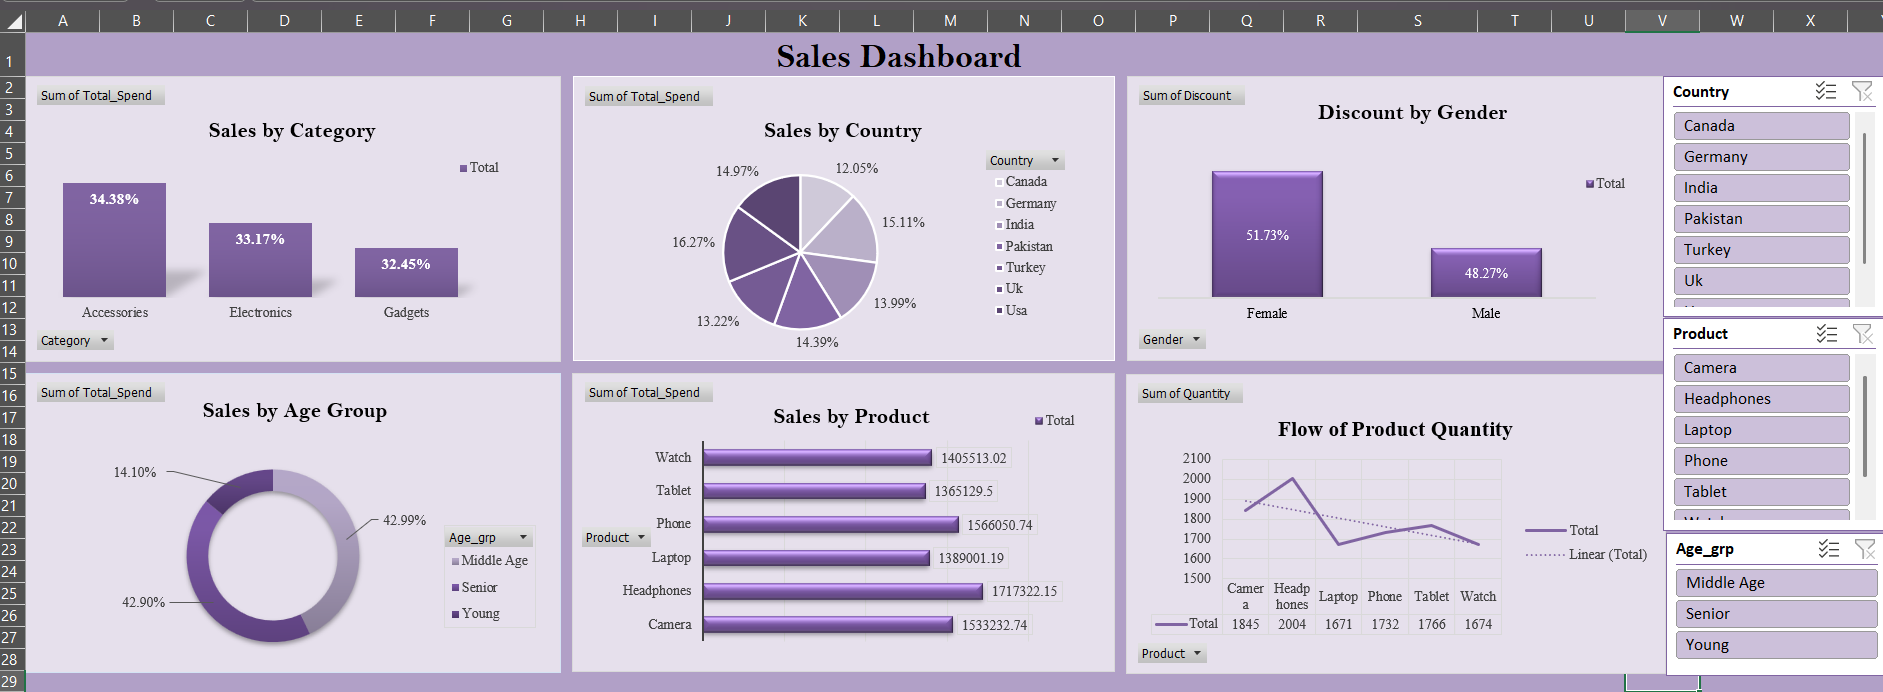 A B C D E F G H I J K L M N O P Q R S T U V W X
1
2
3
4
5
6
7
8
9
10
11
12
13
14
15
16
17
18
19
20
21
22
23
24
25
26
27
28
29
Sales Dashboard
Sum of Total_Spend
Sales by Category
Total
34.38%
33.17%
32.45%
Accessories Electronics Gadgets
Category
Sum of Total_Spend
Sales by Country
14.97%
12.05%
15.11%
16.27%
13.99%
13.22%
14.39%
Country
Canada
Germany
India
Pakistan
Turkey
Uk
Usa
Sum of Discount
Discount by Gender
Total
51.73%
48.27%
Female Male
Gender
Country
Canada
Germany
India
Pakistan
Turkey
Uk
Sum of Total_Spend
Sales by Age Group
14.10%
42.99%
42.90%
Age_grp
Middle Age
Senior
Young
Sum of Total_Spend
Sales by Product
Total
Product
Watch 1405513.02
Tablet 1365129.5
Phone 1566050.74
Laptop 1389001.19
Headphones 1717322.15
Camera 1533232.74
Sum of Quantity
Flow of Product Quantity
2100
2000
1900
1800
1700
1600
1500
Camer
a
Headp
hones
Laptop Phone Tablet Watch
Total 1845 2004 1671 1732 1766 1674
Total
Linear (Total)
Product
Product
Camera
Headphones
Laptop
Phone
Tablet
Age_grp
Middle Age
Senior
Young